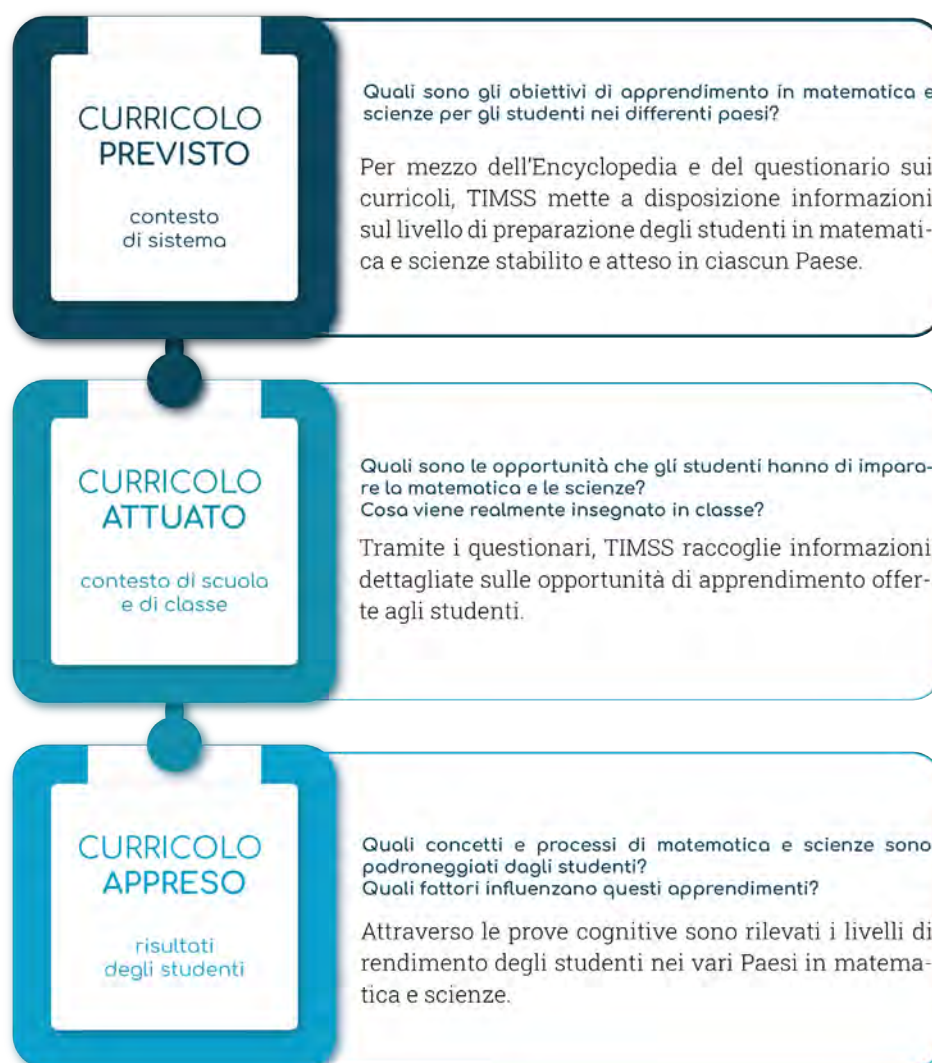 CURRICOLO
PREVISTO
contesto
di sistema
Quali sono gli obiettivi di apprendimento in matematica e
scienze per gli studenti nei differenti paesi?
Per mezzo dell'Encyclopedia e del questionario sui
curricoli, TIMSS mette a disposizione informazioni
sul livello di preparazione degli studenti in matemati-
ca e scienze stabilito e atteso in ciascun Paese.
CURRICOLO
ATTUATO
contesto di scuola
e di classe
Quali sono le opportunità che gli studenti hanno di impara-
re la matematica e le scienze?
Cosa viene realmente insegnato in classe?
Tramite i questionari, TIMSS raccoglie informazioni
dettagliate sulle opportunità di apprendimento offer-
te agli studenti.
CURRICOLO
APPRESO
risultati
degli studenti
Quali concetti e processi di matematica e scienze sono
padroneggiati dagli studenti?
Quali fattori influenzano questi apprendimenti?
Attraverso le prove cognitive sono rilevati i livelli di
rendimento degli studenti nei vari Paesi in matema-
tica e scienze.